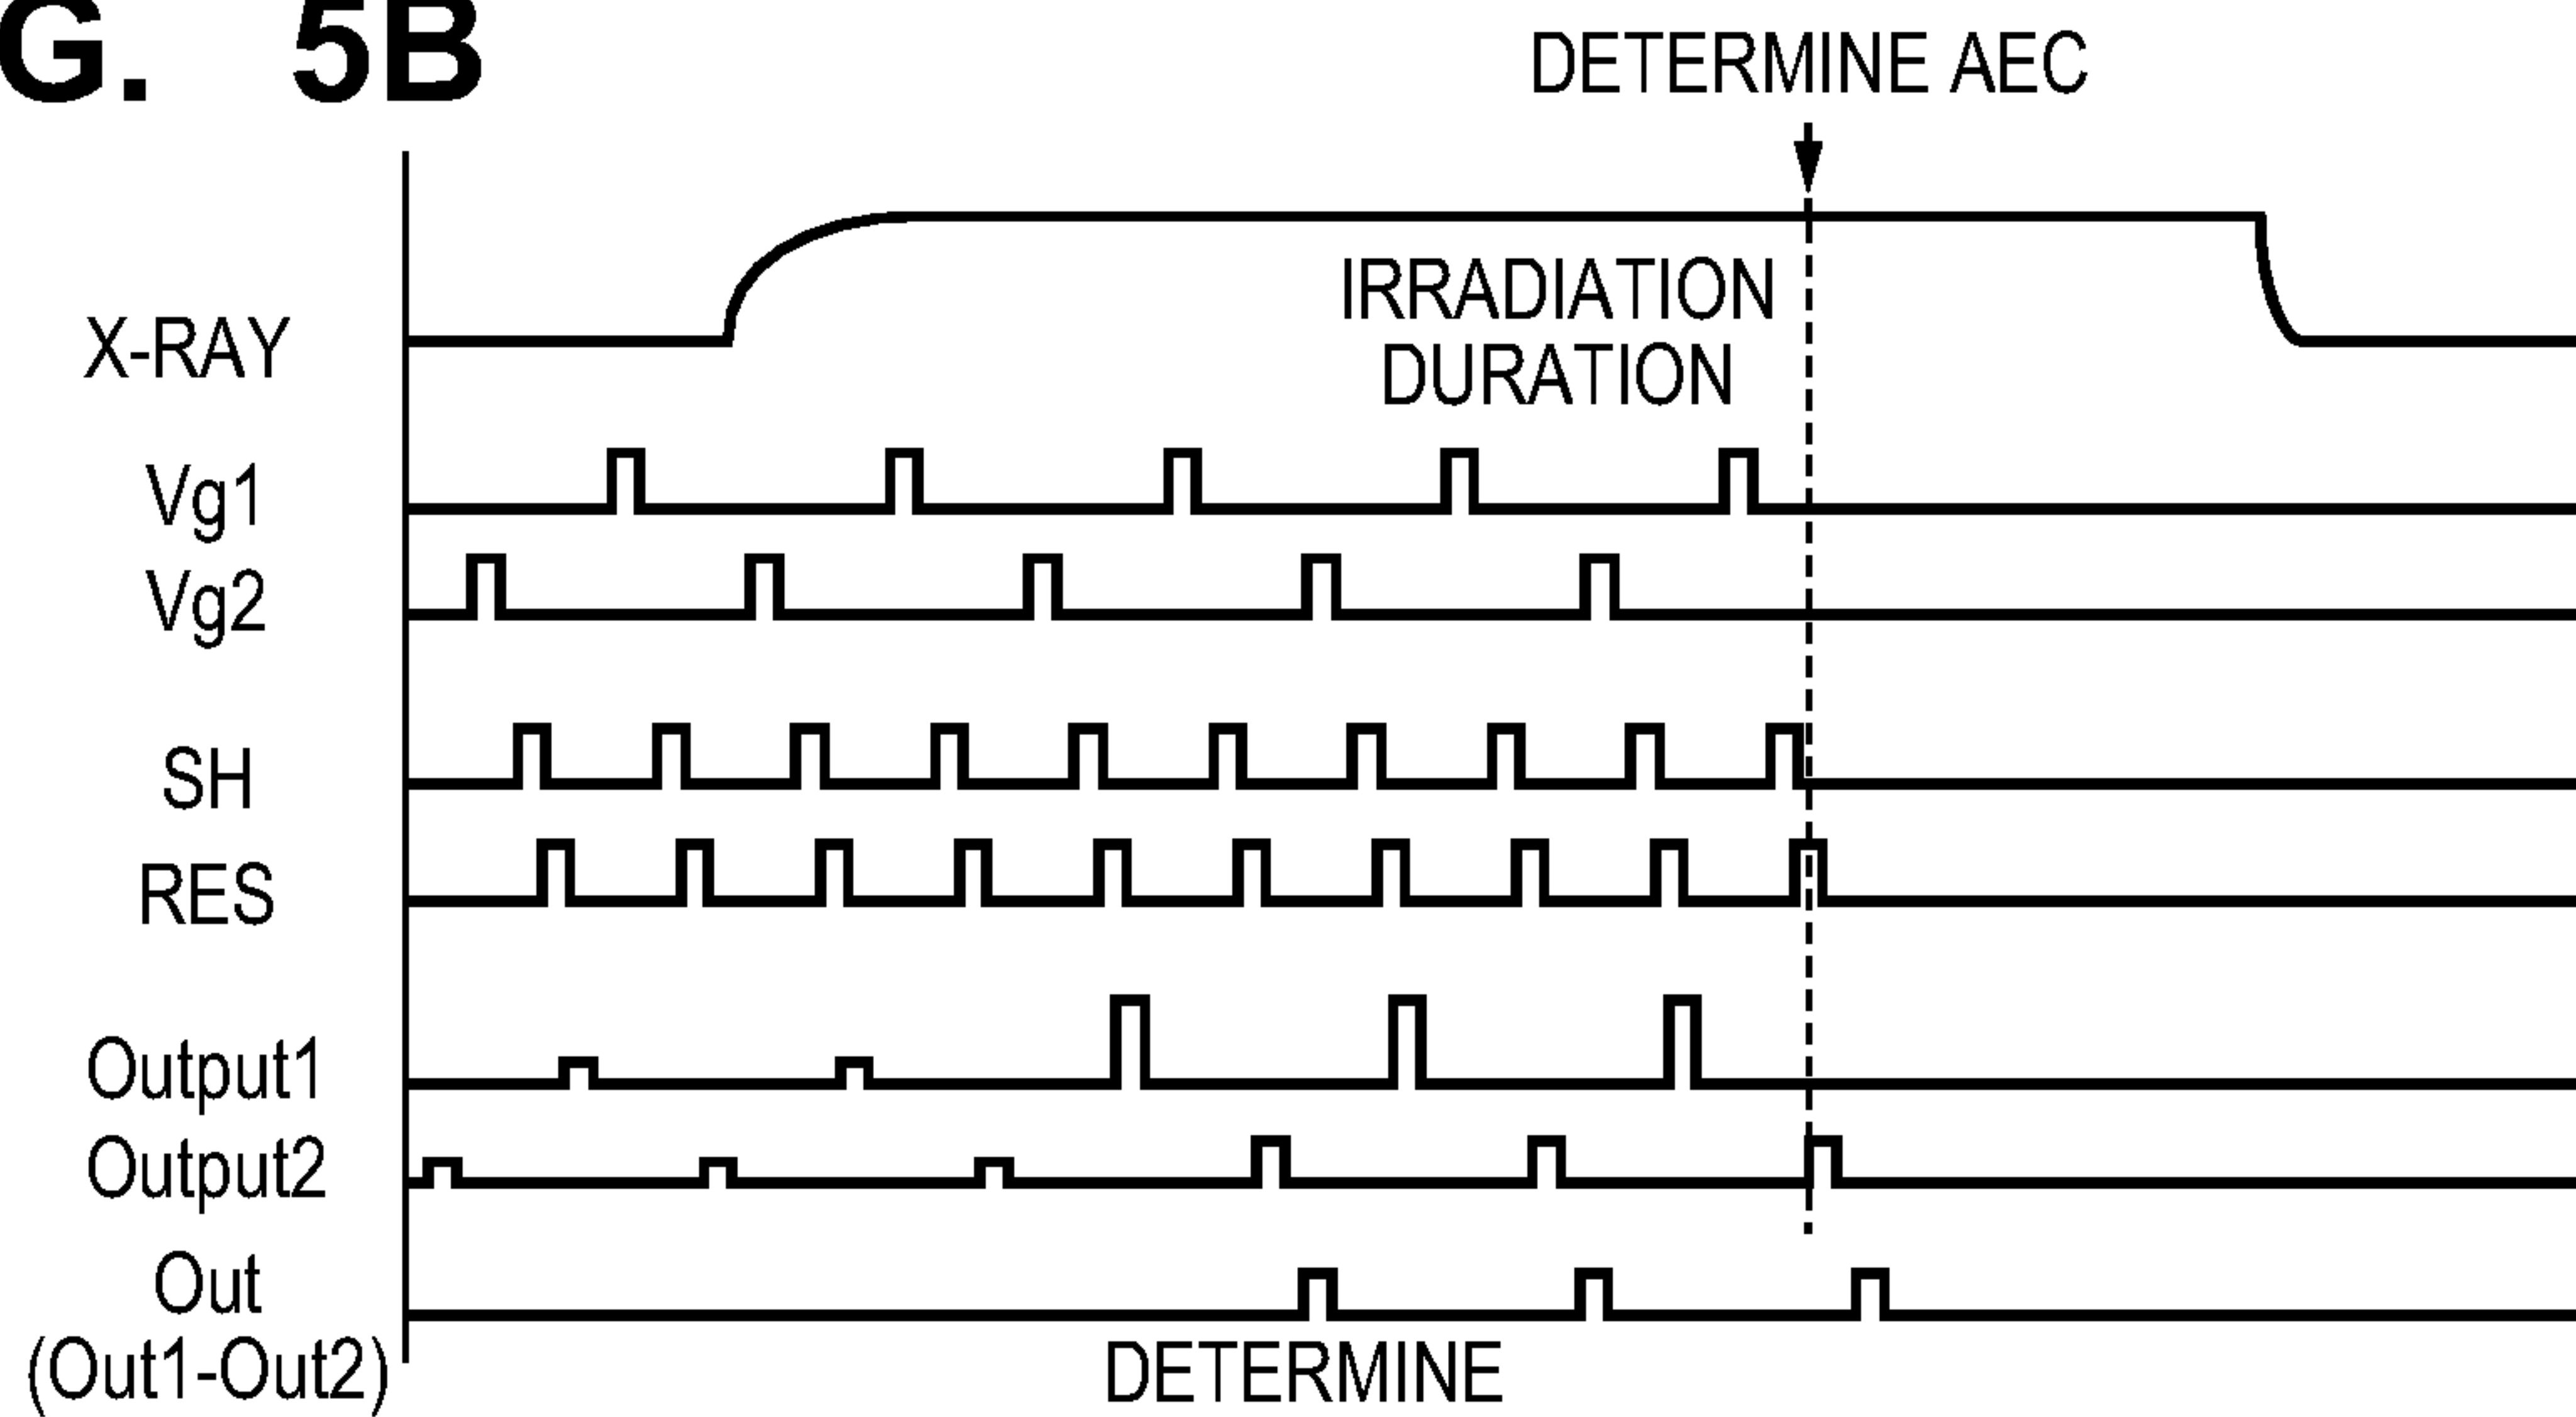 G. 5B
DETERMINE AEC
X-RAY
IRRADIATION
DURATION
Vg1
Vg2
SH
RES
Output1
Output2
Out
(Out1-Out2)
DETERMINE